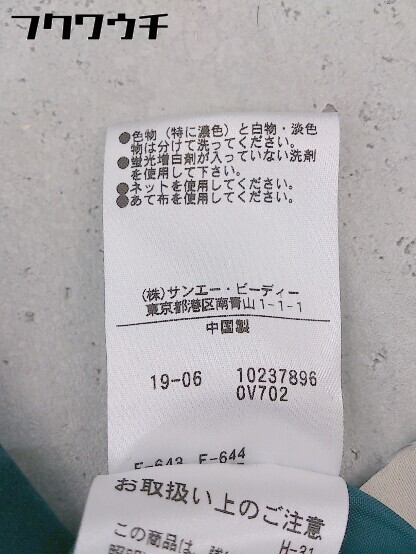 フクワウチ
●色物（特に濃色）と白物・淡色
物は分けて洗ってください。
●蛍光増白剤が入っていない洗剤
を使用して下さい。
●ネットを使用してください。
●あて布を使用してください。
（株）サンエー・ビーディー
東京都港区南青山1-1-1
中国製
19-06 10237896
0V702
F-643 F-644
お取扱い上のご注意
この商品は、
H-21